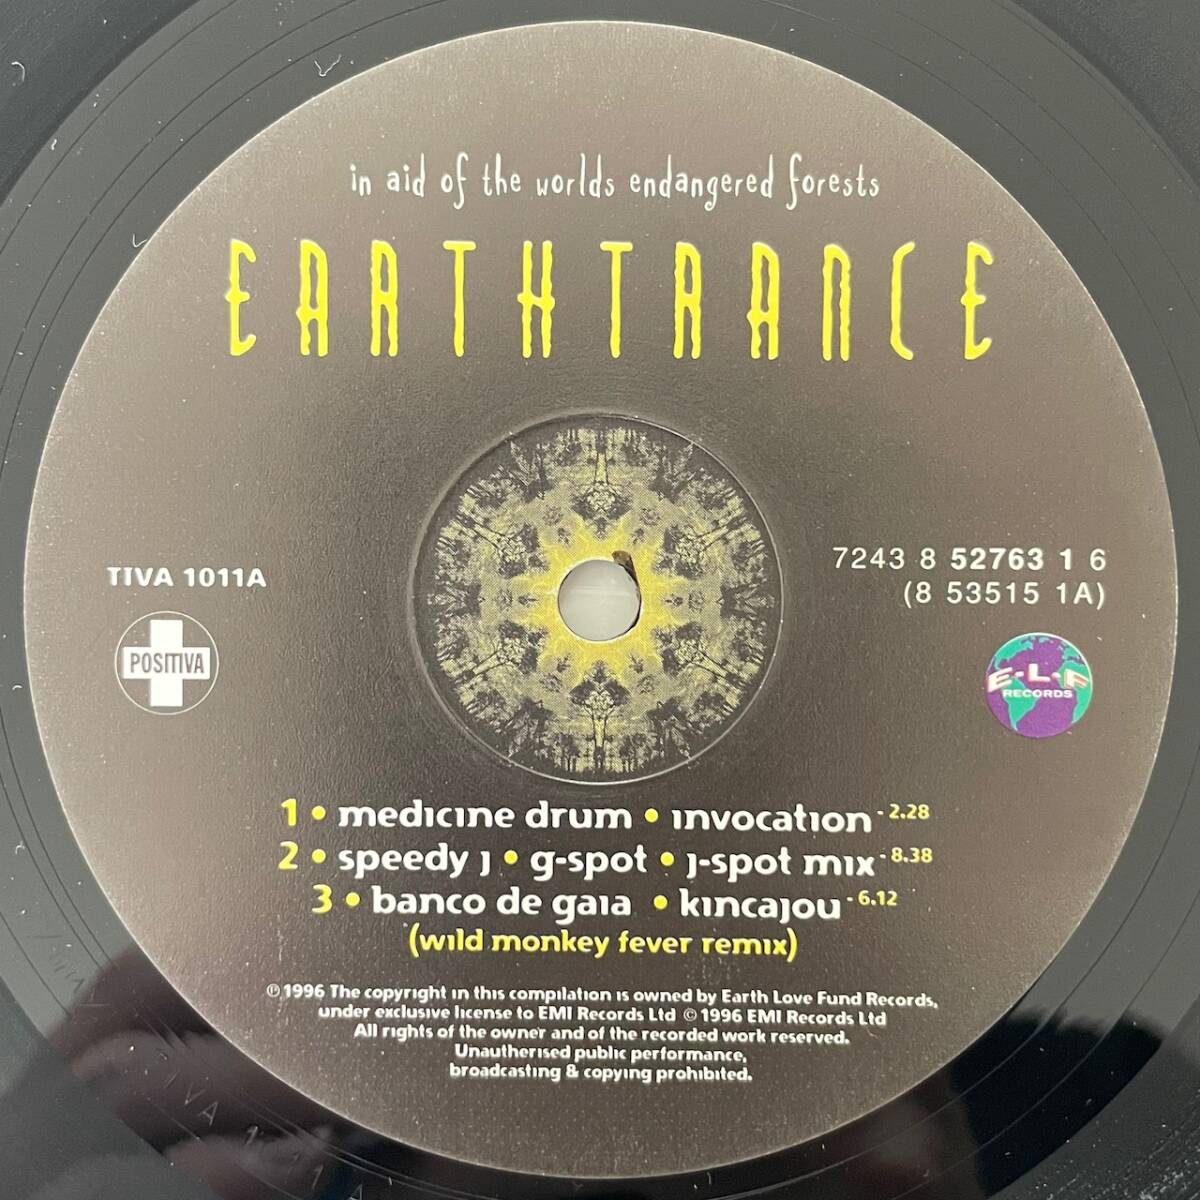 in aid of the worlds endangered forests
EARTHTRANCE
TIVA 1011A
POSITIVA
7243 8 52763 1 6
(8 53515 1A)
E-L-F
RECORDS
1 • medicine drum • invocation - 2.28
2 • speedy j • g-spot • j-spot mix - 8.38
3 • banco de gaia • kincajou - 6.12
(wild monkey fever remix)
℗ 1996 The copyright in this compilation is owned by Earth Love Fund Records,
under exclusive license to EMI Records Ltd © 1996 EMI Records Ltd
All rights of the owner and of the recorded work reserved.
Unautherised public performance,
broadcasting & copying prohibited.